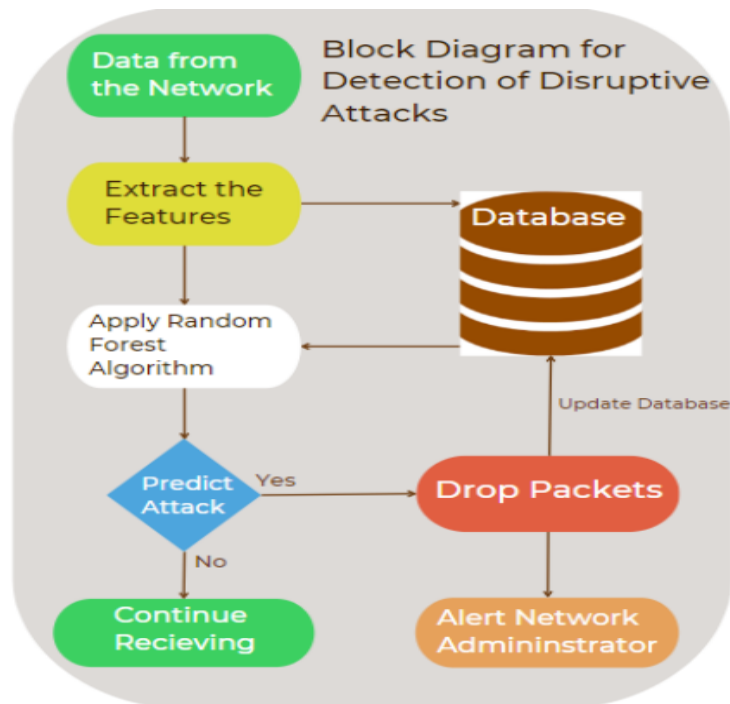 Block Diagram for
Detection of Disruptive
Attacks
Data from
the Network
Extract the
Features
Database
Apply Random
Forest
Algorithm
Update Database
Predict
Attack
Yes
Drop Packets
No
Continue
Recieving
Alert Network
Admininstrator